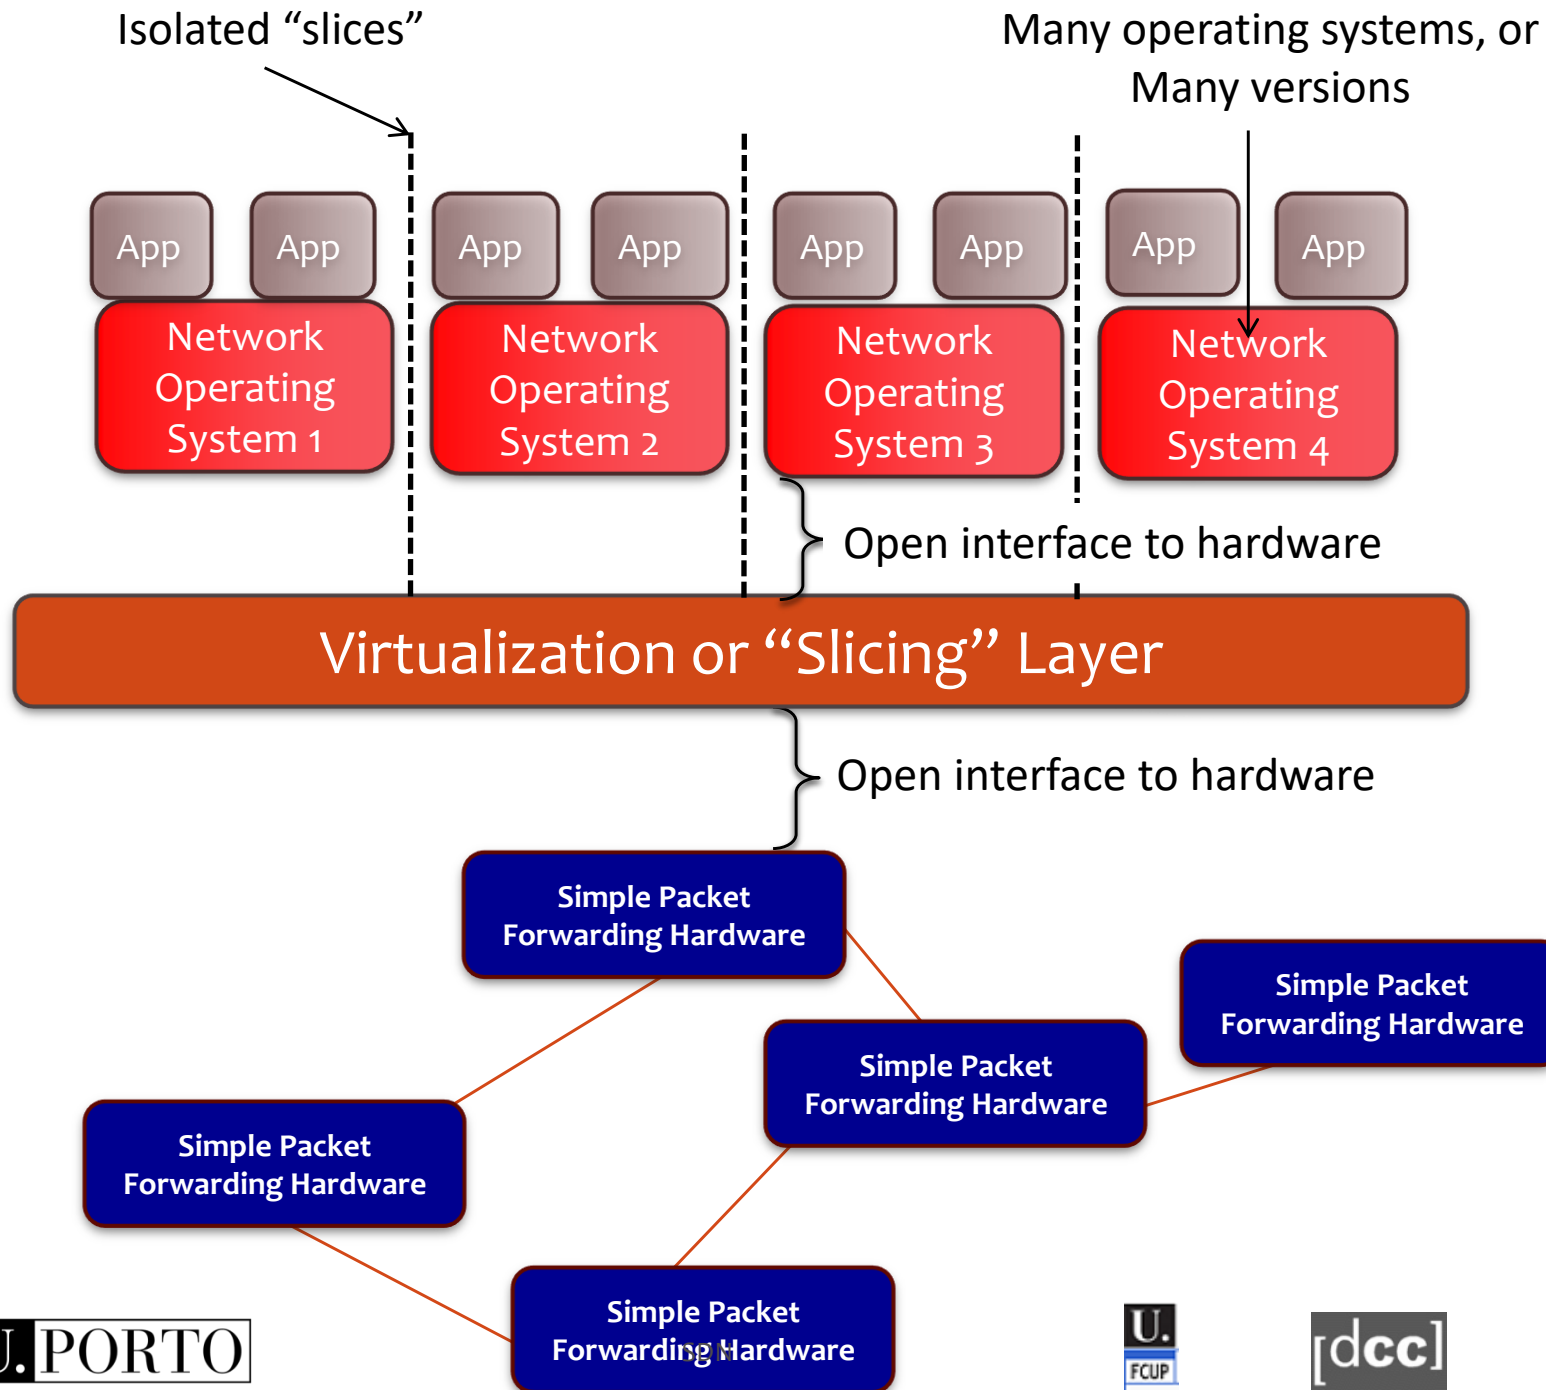 Isolated “slices”
Many operating systems, or
Many versions
App
App
App
App
App
App
App
App
Network
Operating
System 1
Network
Operating
System 2
Network
Operating
System 3
Network
Operating
System 4
Open interface to hardware
Virtualization or “Slicing” Layer
Open interface to hardware
Simple Packet
Forwarding Hardware
Simple Packet
Forwarding Hardware
Simple Packet
Forwarding Hardware
Simple Packet
Forwarding Hardware
Simple Packet
Forwarding Hardware
SDN
U. PORTO
U.
FCUP
[dcc]